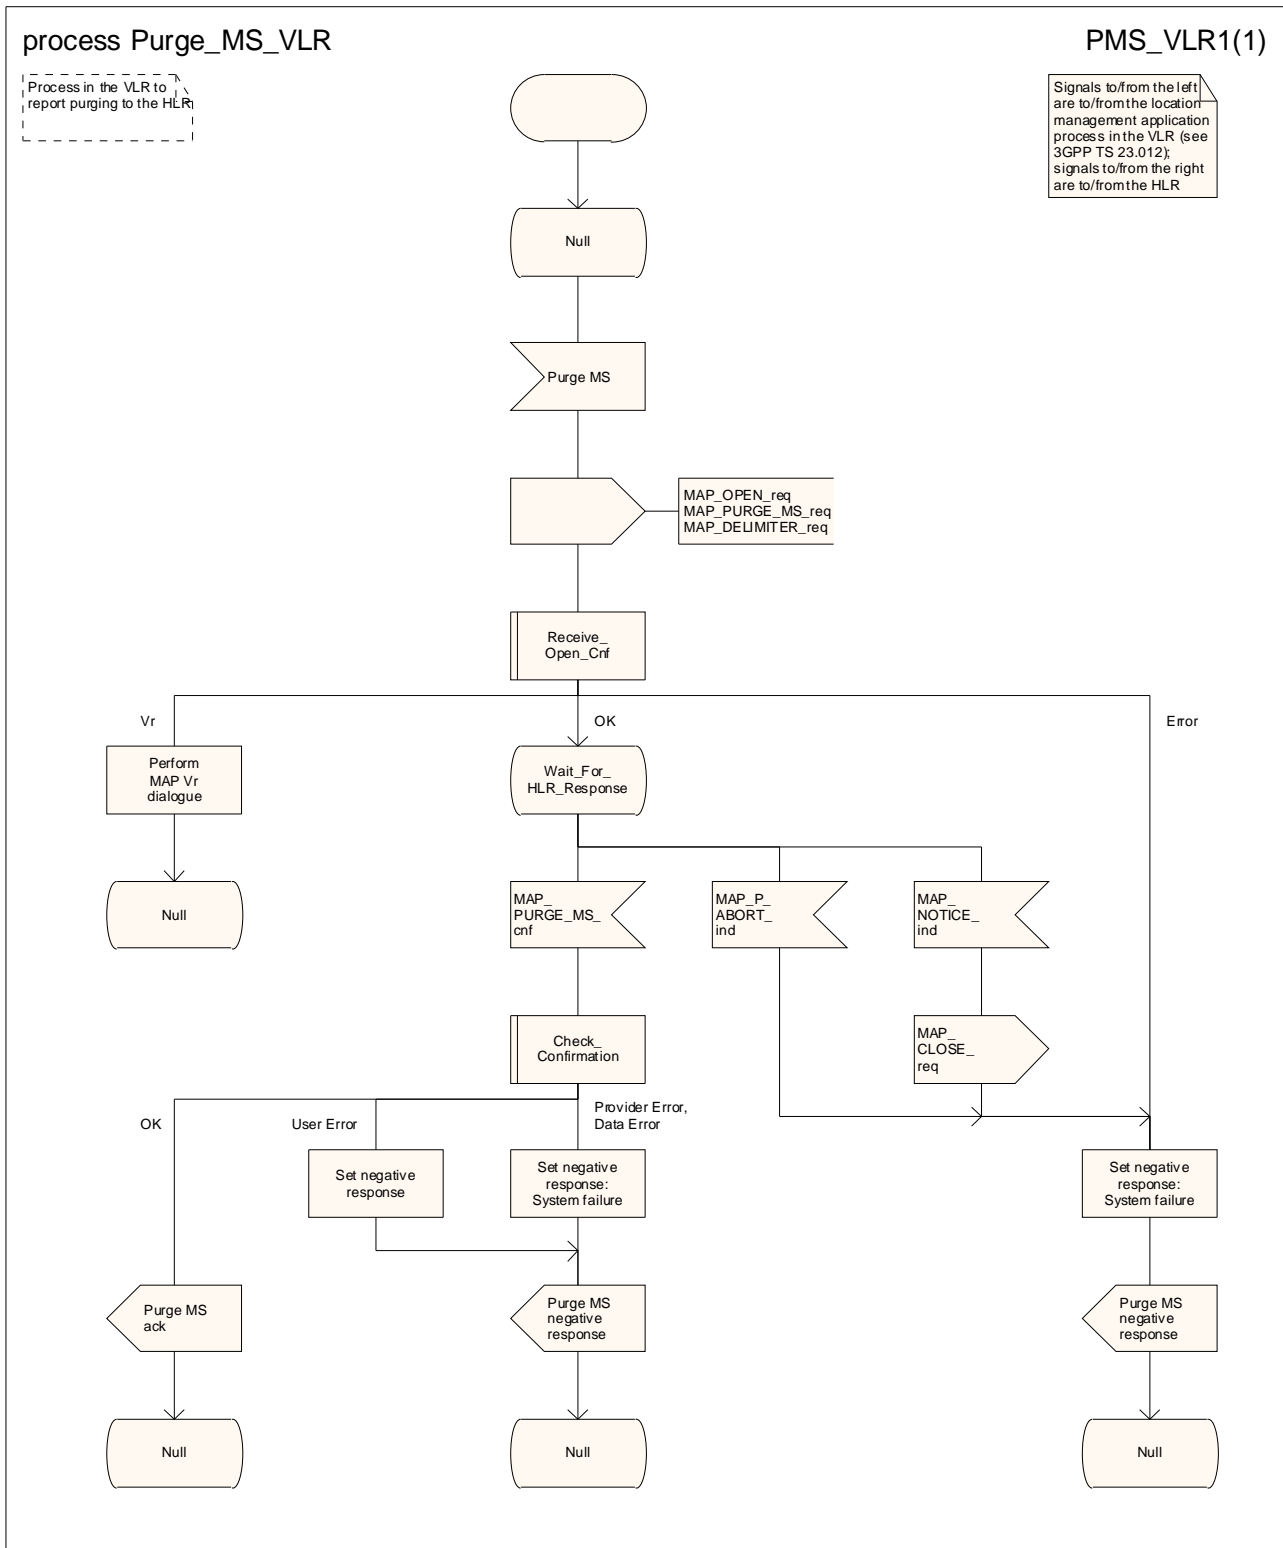 process Purge_MS_VLR
PMS_VLR1(1)
Process in the VLR to
report purging to the HLR
Signals to/from the left
are to/from the location
management application
process in the VLR (see
3GPP TS 23.012);
signals to/from the right
are to/from the HLR
Null
Purge MS
MAP_OPEN_req
MAP_PURGE_MS_req
MAP_DELIMITER_req
Receive_
Open_Cnf
Vr
OK
Error
Perform
MAP Vr
dialogue
Wait_For_
HLR_Response
Null
MAP_
PURGE_MS_
cnf
MAP_P_
ABORT_
ind
MAP_
NOTICE_
ind
Check_
Confirmation
MAP_
CLOSE_
req
OK
User Error
Provider Error,
Data Error
Set negative
response
Set negative
response:
System failure
Set negative
response:
System failure
Purge MS
ack
Purge MS
negative
response
Purge MS
negative
response
Null
Null
Null